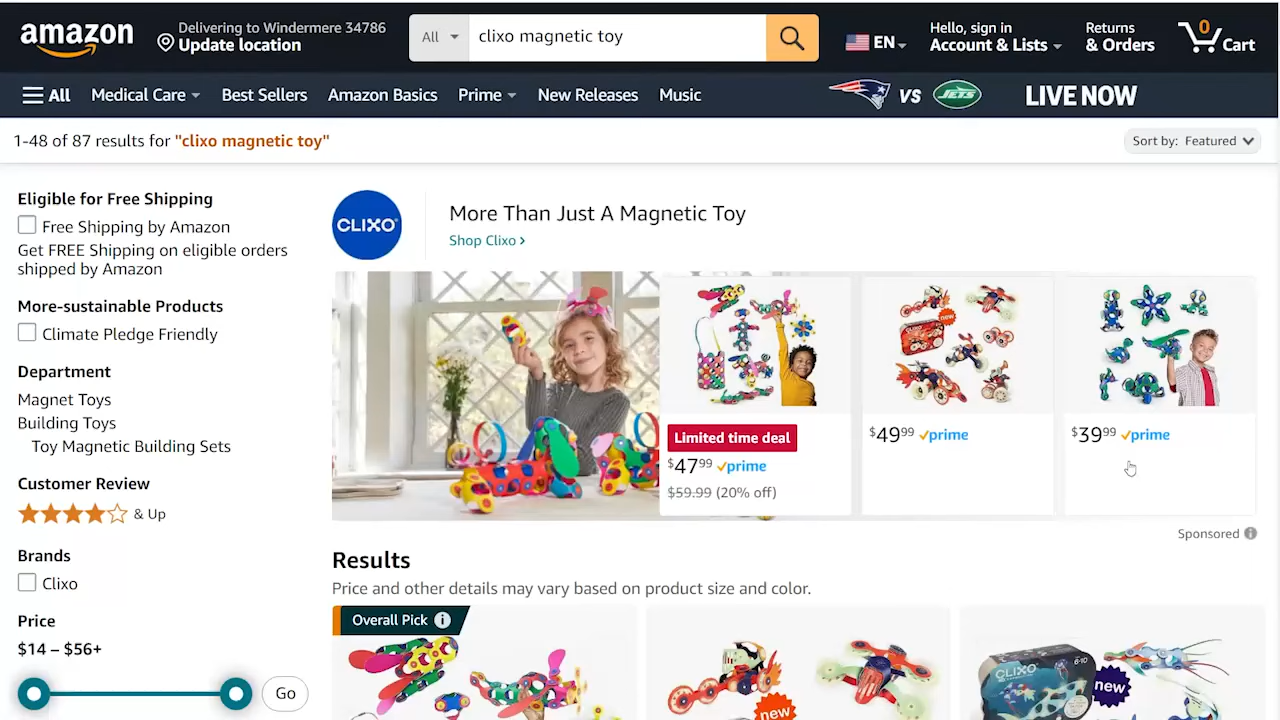 amazon
Delivering to Windermere 34786
Update location
All
clixo magnetic toy
EN
Hello, sign in
Account & Lists
Returns
& Orders
0
Cart
All
Medical Care
Best Sellers
Amazon Basics
Prime
New Releases
Music
VS
JETS
LIVE NOW
1-48 of 87 results for "clixo magnetic toy"
Sort by: Featured
Eligible for Free Shipping
Free Shipping by Amazon
Get FREE Shipping on eligible orders
shipped by Amazon
More-sustainable Products
Climate Pledge Friendly
Department
Magnet Toys
Building Toys
Toy Magnetic Building Sets
Customer Review
& Up
Brands
Clixo
Price
$14 – $56+
Go
CLIXO
More Than Just A Magnetic Toy
Shop Clixo
Limited time deal
$47 99 prime
$59.99 (20% off)
new
$49 99 prime
$39 99 prime
Sponsored
Results
Price and other details may vary based on product size and color.
Overall Pick
new
CLIXO
6-10
new